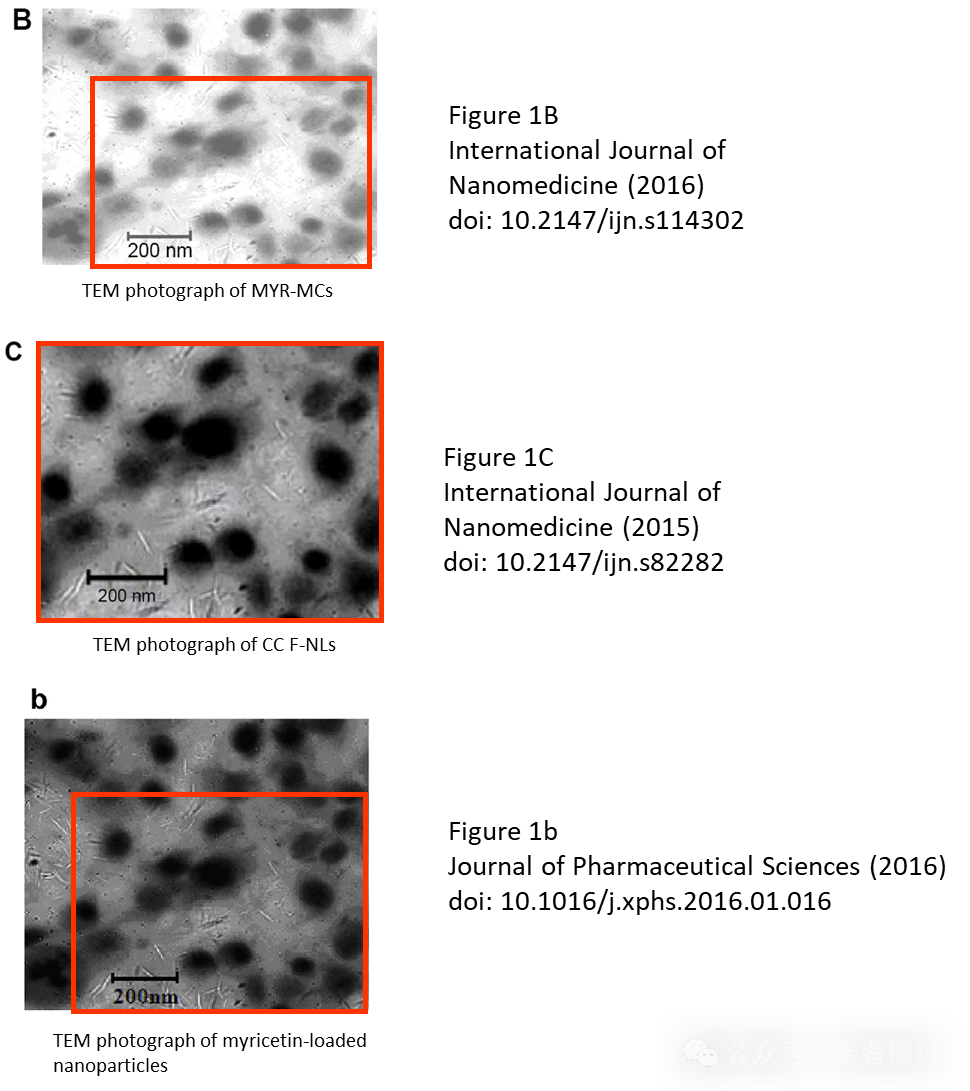 B
200 nm
TEM photograph of MYR-MCs
Figure 1B
International Journal of
Nanomedicine (2016)
doi: 10.2147/ijn.s114302
C
200 nm
TEM photograph of CC F-NLs
Figure 1C
International Journal of
Nanomedicine (2015)
doi: 10.2147/ijn.s82282
b
200nm
TEM photograph of myricetin-loaded
nanoparticles
Figure 1b
Journal of Pharmaceutical Sciences (2016)
doi: 10.1016/j.xphs.2016.01.016
公众号